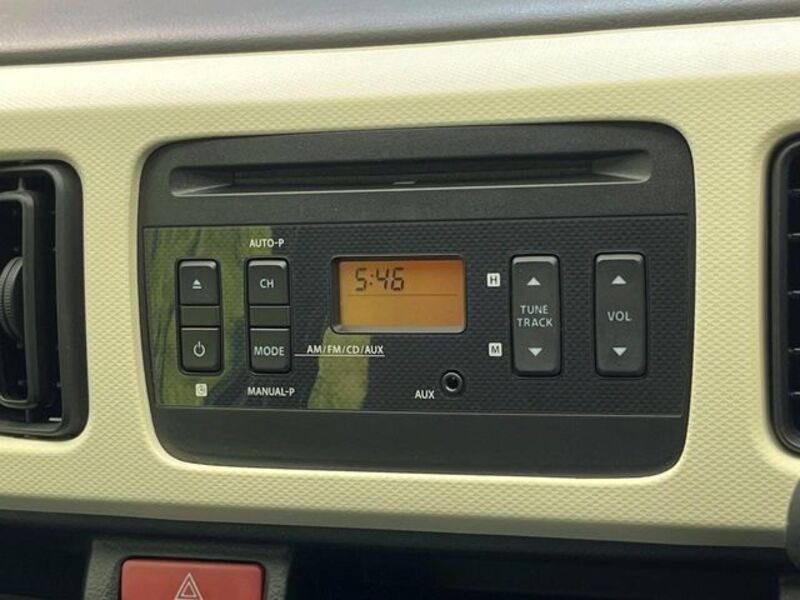 AUTO-P
CH
MODE
AM/FM/CD/AUX
MANUAL-P
5:46
AUX
H
M
TUNE
TRACK
VOL